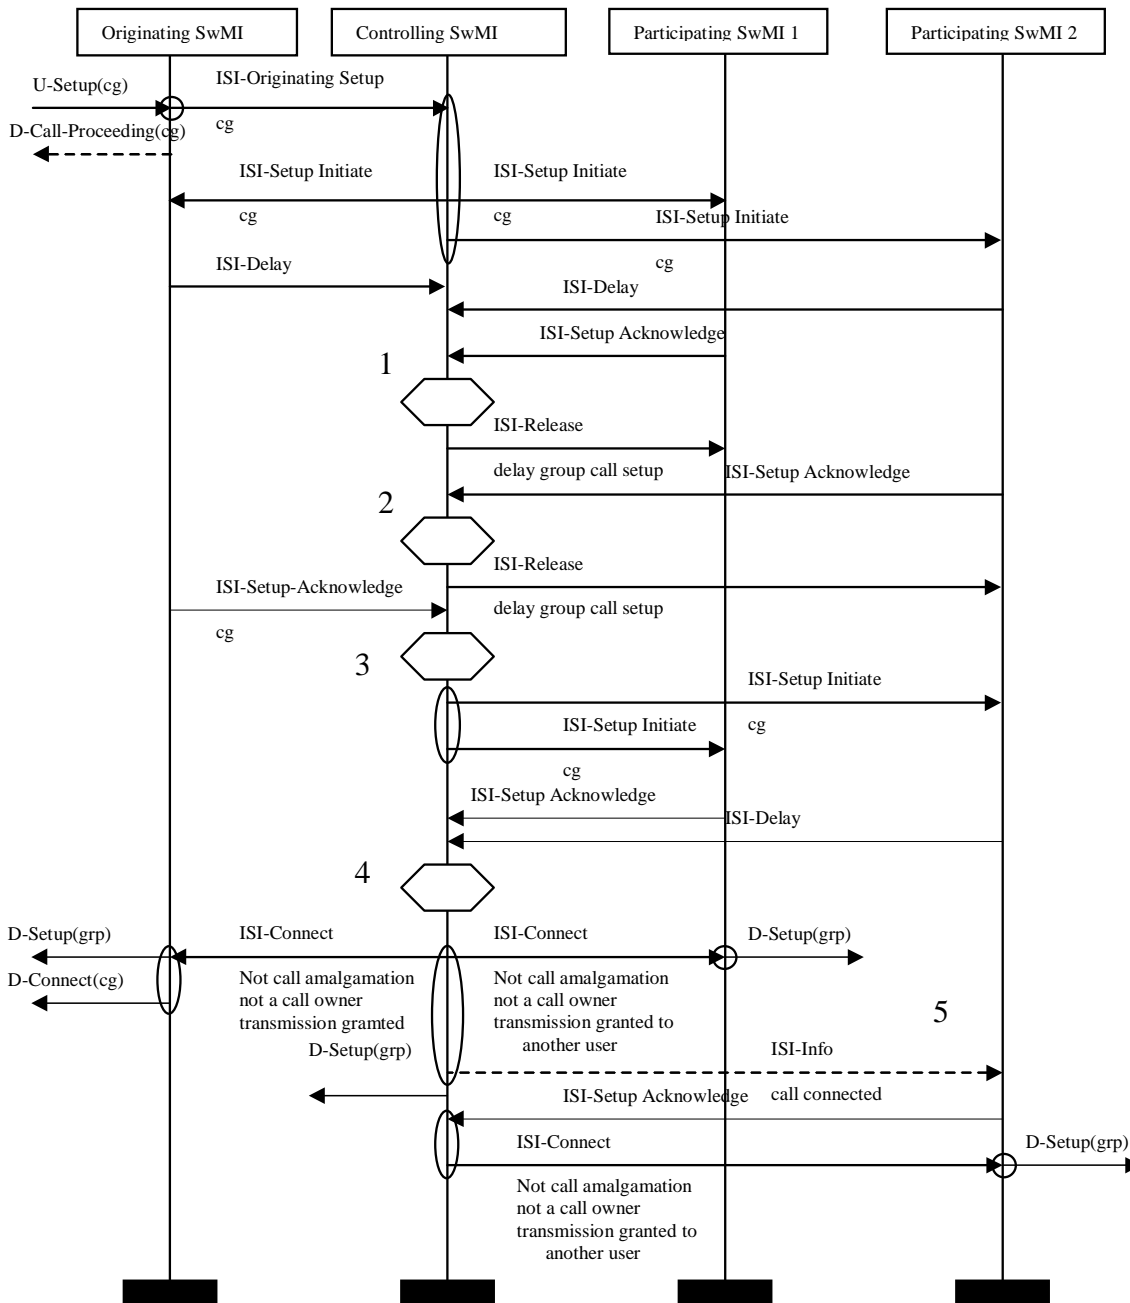 Originating SwMI
Controlling SwMI
Participating SwMI 1
Participating SwMI 2
U-Setup(cg)
ISI-Originating Setup
cg
D-Call-Proceeding(cg)
ISI-Setup Initiate
ISI-Setup Initiate
cg
cg
ISI-Setup Initiate
cg
ISI-Delay
ISI-Delay
ISI-Setup Acknowledge
1
ISI-Release
delay group call setup
ISI-Setup Acknowledge
2
ISI-Release
ISI-Setup-Acknowledge
delay group call setup
cg
3
ISI-Setup Initiate
cg
ISI-Setup Initiate
cg
ISI-Setup Acknowledge
ISI-Delay
4
D-Setup(grp)
ISI-Connect
ISI-Connect
D-Setup(grp)
D-Connect(cg)
Not call amalgamation
not a call owner
transmission gramted
Not call amalgamation
not a call owner
transmission granted to
another user
5
D-Setup(grp)
ISI-Info
call connected
ISI-Setup Acknowledge
ISI-Connect
D-Setup(grp)
Not call amalgamation
not a call owner
transmission granted to
another user